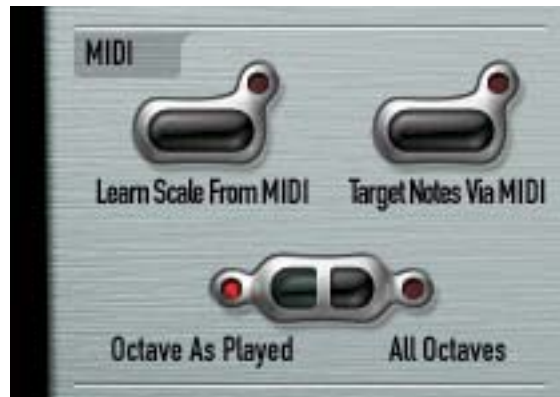 MIDI
Learn Scale From MIDI Target Notes Via MIDI
Octave As Played All Octaves